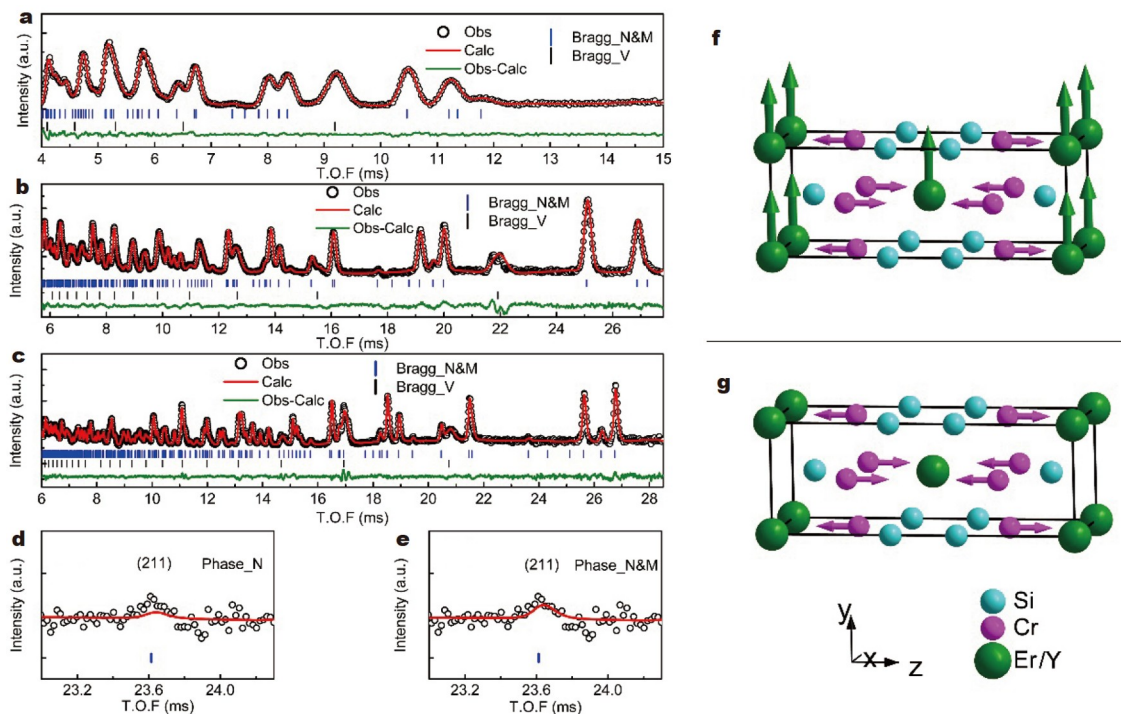 a
Intensity (a.u.)
Obs
Calc
Obs-Calc
Bragg_N&M
Bragg_V
4 5 6 7 8 9 10 11 12 13 14 15
T.O.F (ms)
b
Intensity (a.u.)
Obs
Calc
Obs-Calc
Bragg_N&M
Bragg_V
6 8 10 12 14 16 18 20 22 24 26
T.O.F (ms)
c
Intensity (a.u.)
Obs
Calc
Obs-Calc
Bragg_N&M
Bragg_V
6 8 10 12 14 16 18 20 22 24 26 28
T.O.F (ms)
d
Intensity (a.u.)
(211) Phase_N
23.2 23.6 24.0
T.O.F (ms)
e
Intensity (a.u.)
(211) Phase_N&M
23.2 23.6 24.0
T.O.F (ms)
f
g
y
x
z
Si
Cr
Er/Y